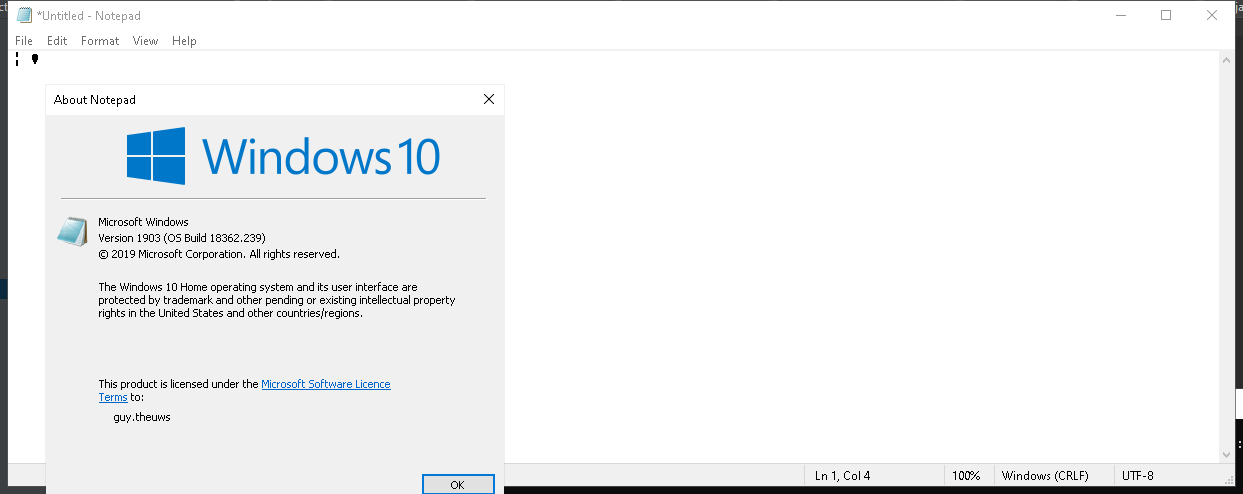 *Untitled - Notepad
File Edit Format View Help
About Notepad
Windows 10
Microsoft Windows
Version 1903 (OS Build 18362.239)
© 2019 Microsoft Corporation. All rights reserved.
The Windows 10 Home operating system and its user interface are
protected by trademark and other pending or existing intellectual property
rights in the United States and other countries/regions.
This product is licensed under the Microsoft Software Licence
Terms to:
guy.theuws
OK
Ln 1, Col 4 100% Windows (CRLF) UTF-8